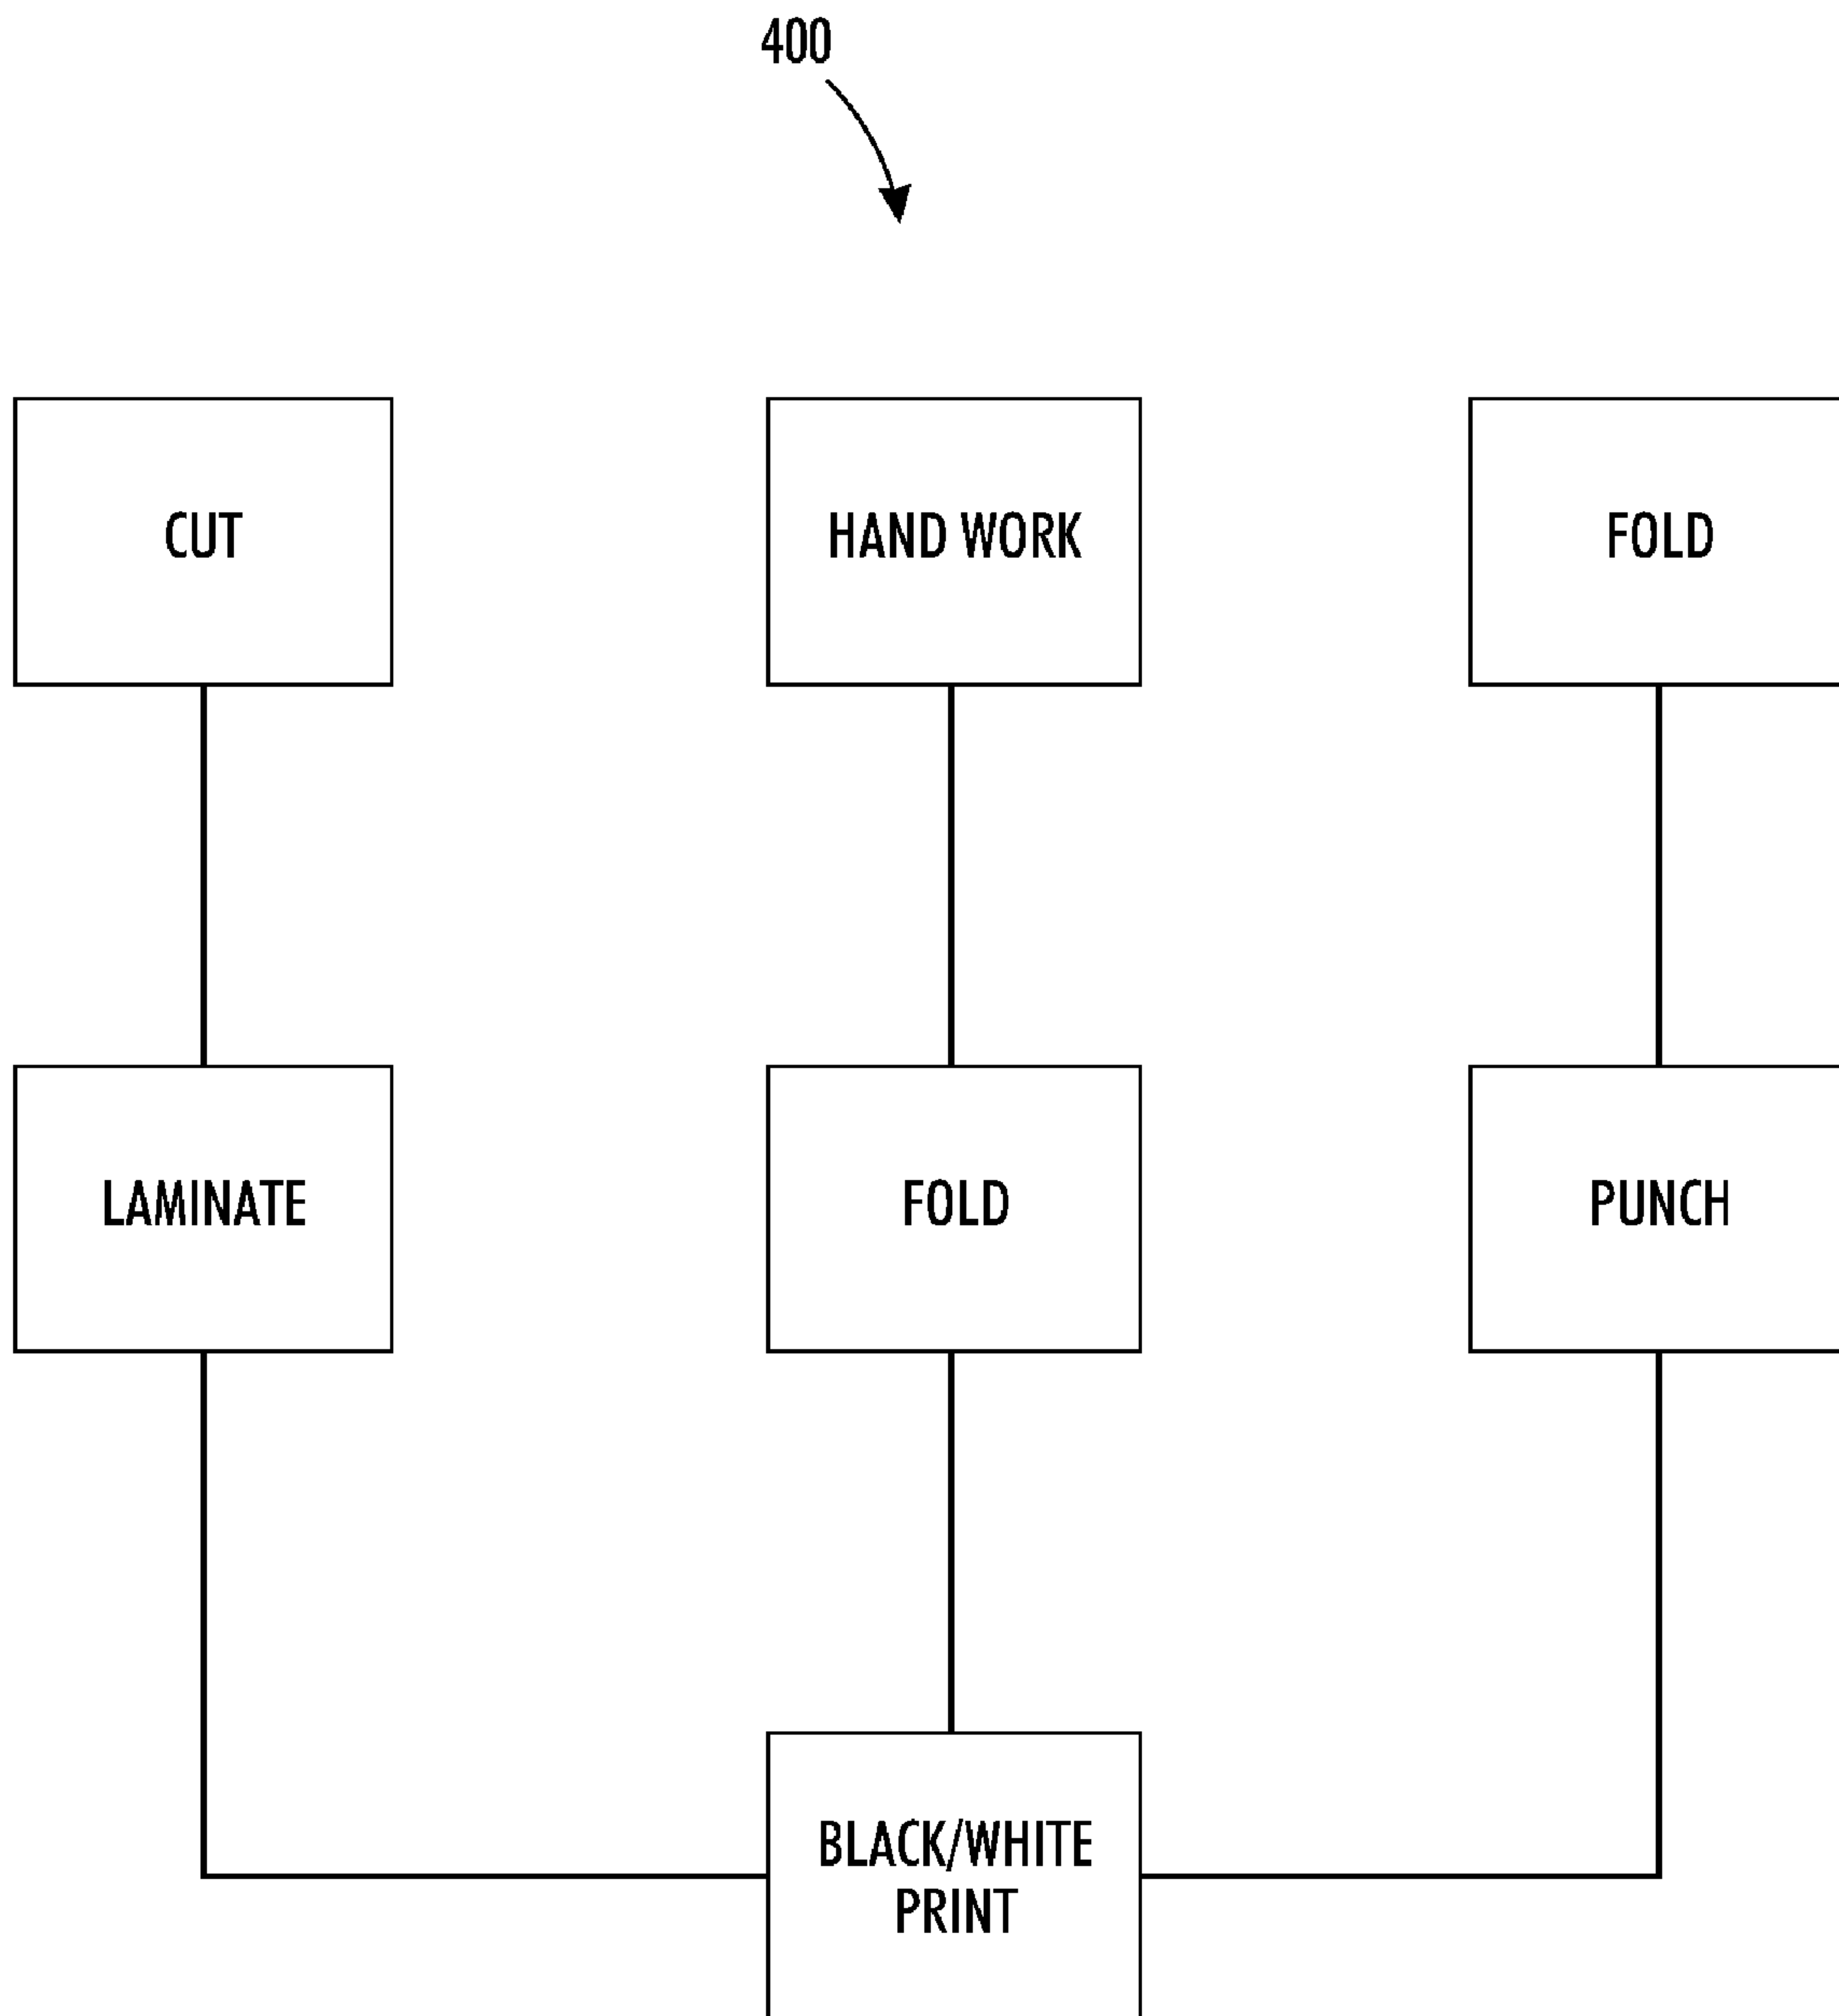 400
CUT
HAND WORK
FOLD
LAMINATE
FOLD
PUNCH
BLACK/WHITE
PRINT